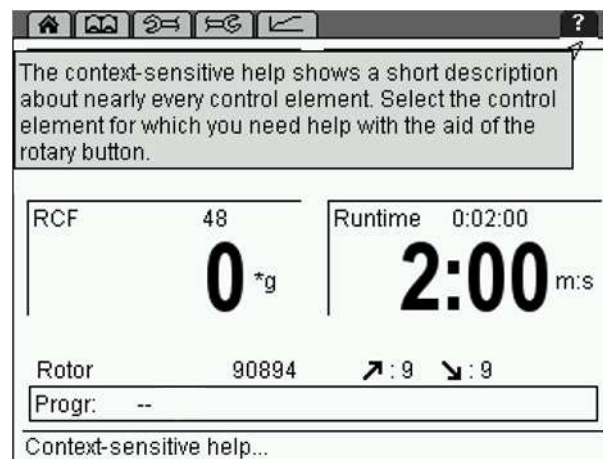 ?
The context-sensitive help shows a short description
about nearly every control element. Select the control
element for which you need help with the aid of the
rotary button.
RCF 48
0 *g
Runtime 0:02:00
2:00 m:s
Rotor 90894 ↗:9 ↘:9
Progr: --
Context-sensitive help...